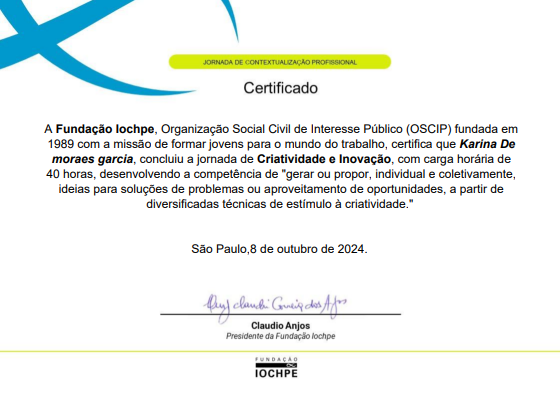 JORNADA DE CONTEXTUALIZAÇÃO PROFISSIONAL
Certificado
A Fundação Iochpe, Organização Social Civil de Interesse Público (OSCIP) fundada em
1989 com a missão de formar jovens para o mundo do trabalho, certifica que Karina De
moraes garcia, concluiu a jornada de Criatividade e Inovação, com carga horária de
40 horas, desenvolvendo a competência de "gerar ou propor, individual e coletivamente,
ideias para soluções de problemas ou aproveitamento de oportunidades, a partir de
diversificadas técnicas de estímulo à criatividade."
São Paulo,8 de outubro de 2024.
Claudio Anjos
Presidente da Fundação Iochpe
FUNDAÇÃO
IOCHPE